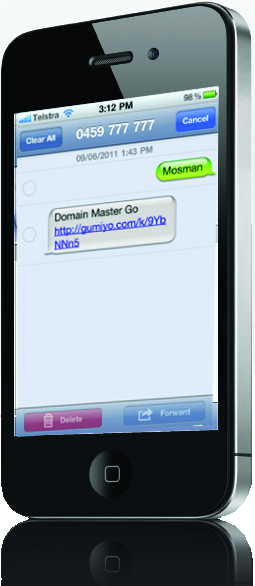 Telstra 3:12 PM 98%
Clear All 0459 777 777 Cancel
09/06/2011 1:43 PM
Mosman
Domain Master Go
http://gumiyo.com/k/9Yb
NNn5
Delete Forward